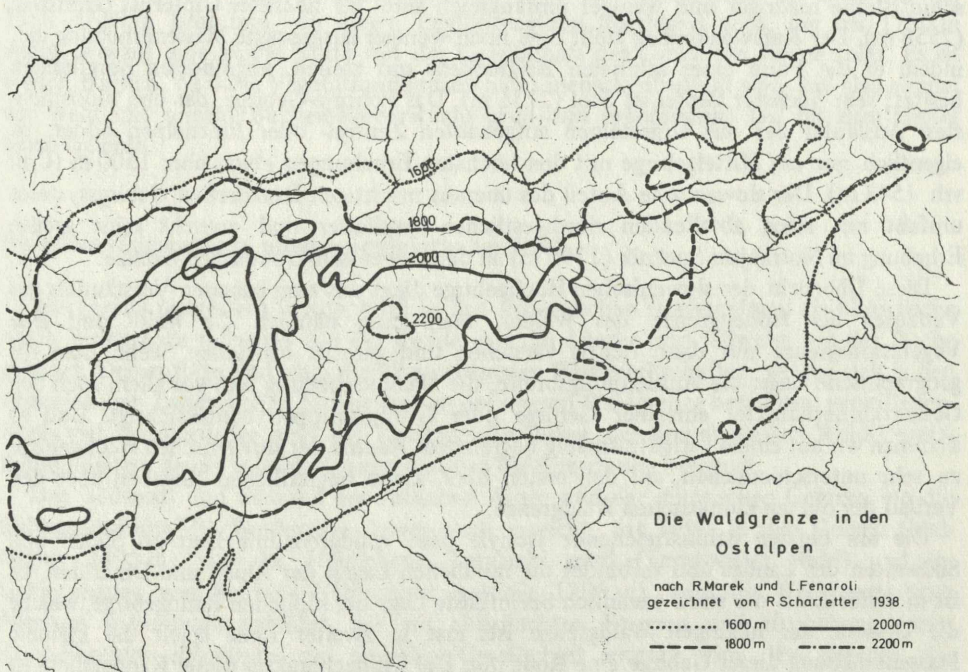 1600
1800
2000
2200
Die Waldgrenze in den
Ostalpen
nach R.Marek und L.Fenaroli
gezeichnet von R.Scharfetter 1938.
1600 m 2000 m
1800 m 2200 m